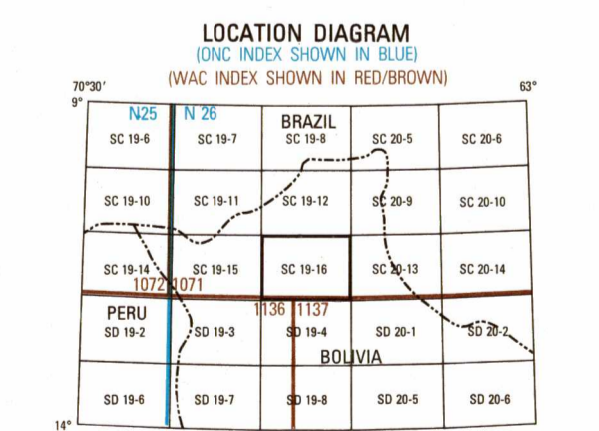 LOCATION DIAGRAM
(ONC INDEX SHOWN IN BLUE)
(WAC INDEX SHOWN IN RED/BROWN)
70°30' 63°
9°
N25 N 26
BRAZIL
SC 19-6 SC 19-7 SC 19-8 SC 20-5 SC 20-6
SC 19-10 SC 19-11 SC 19-12 SC 20-9 SC 20-10
SC 19-14 SC 19-15 SC 19-16 SC 20-13 SC 20-14
1072 1071
1136 1137
PERU
SD 19-2 SD 19-3 SD 19-4 SD 20-1 SD 20-2
BOLIVIA
SD 19-6 SD 19-7 SD 19-8 SD 20-5 SD 20-6
14°